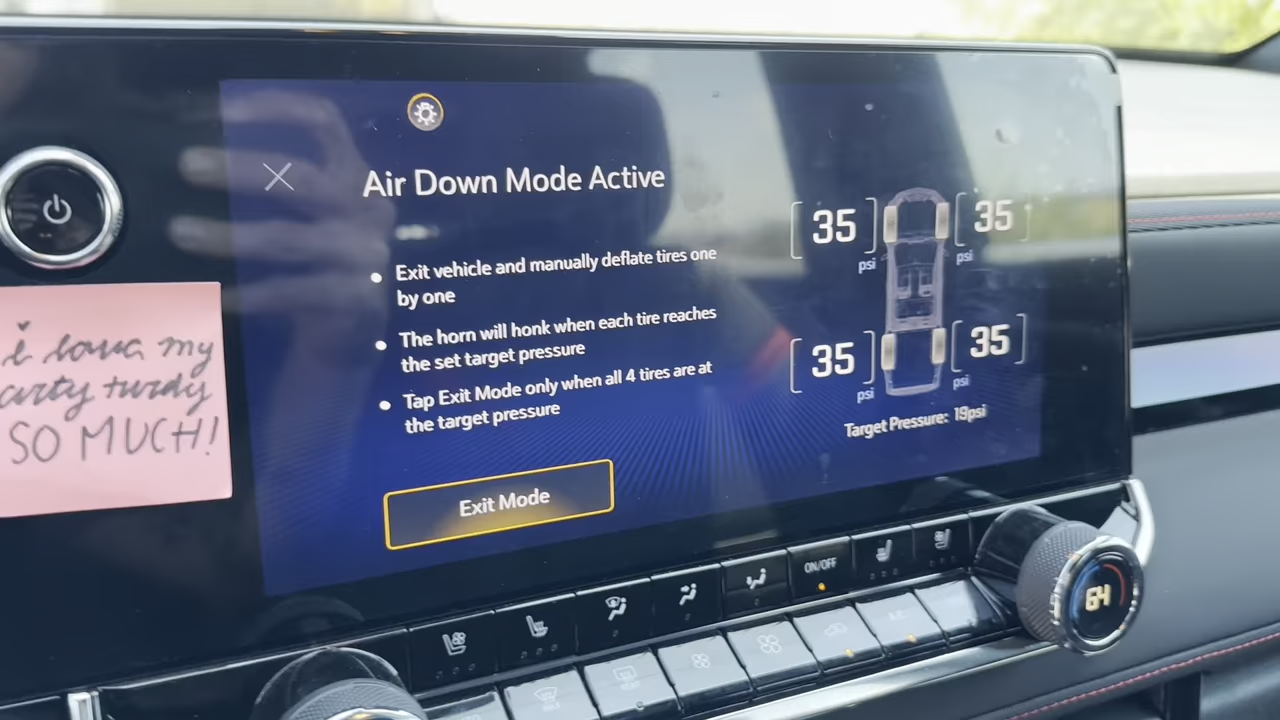 Air Down Mode Active
Exit vehicle and manually deflate tires one
by one
The horn will honk when each tire reaches
the set target pressure
Tap Exit Mode only when all 4 tires are at
the target pressure
Exit Mode
35 psi
35 psi
35 psi
35 psi
Target Pressure: 19psi
i love my
SO MUCH!
ON/OFF
64